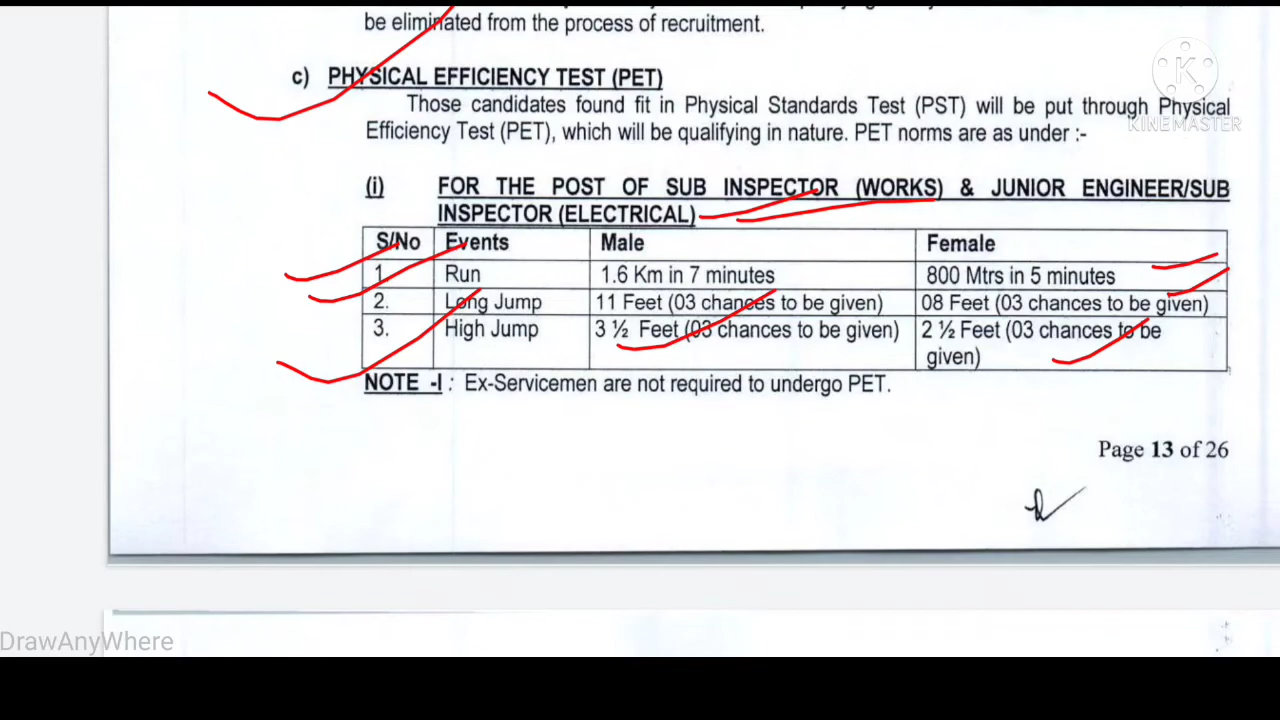 be eliminated from the process of recruitment.
c) PHYSICAL EFFICIENCY TEST (PET)
Those candidates found fit in Physical Standards Test (PST) will be put through Physical
Efficiency Test (PET), which will be qualifying in nature. PET norms are as under :-
(i) FOR THE POST OF SUB INSPECTOR (WORKS) & JUNIOR ENGINEER/SUB
INSPECTOR (ELECTRICAL)
S/No Events Male Female
1. Run 1.6 Km in 7 minutes 800 Mtrs in 5 minutes
2. Long Jump 11 Feet (03 chances to be given) 08 Feet (03 chances to be given)
3. High Jump 3 ½ Feet (03 chances to be given) 2 ½ Feet (03 chances to be
given)
NOTE -I : Ex-Servicemen are not required to undergo PET.
Page 13 of 26
K
KINEMASTER
DrawAnyWhere